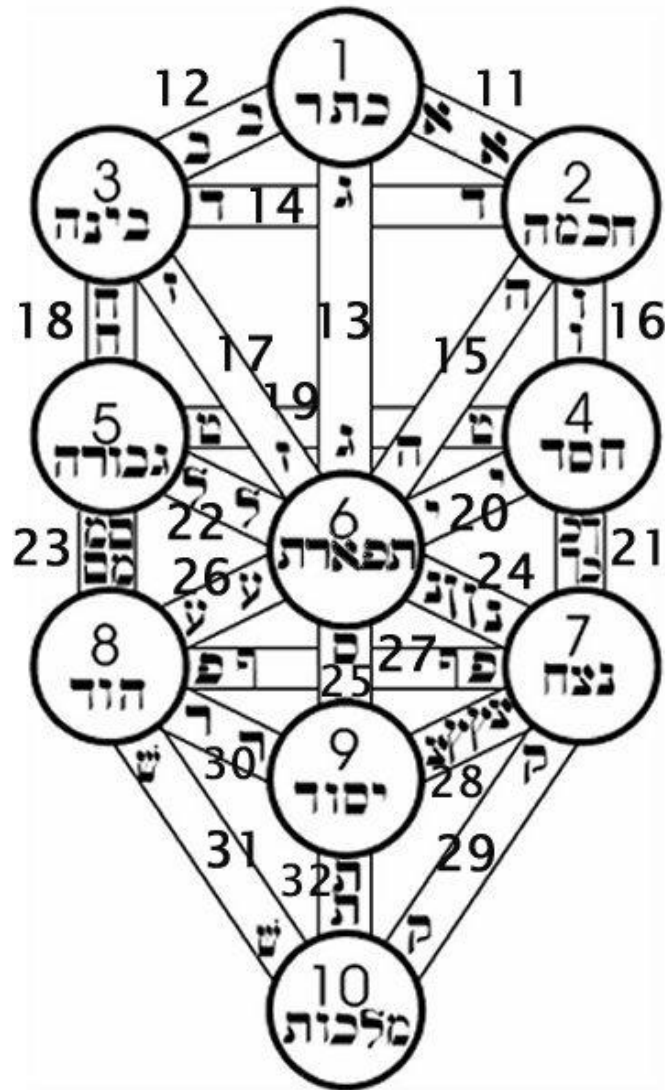 1
כתר
12
11
ב ב
א א
3
בינה
2
חכמה
ד
14
ד
ג
ז
ה
18
ח
ח
17
13
15
ו
ו
16
19
5
גבורה
4
חסד
ט
ט
ז
ג
ה
ל ל
22
6
תפארת
י י
20
23
םמ
םמ
26
ע ע
24
נ ן ן נ
21
ך
כ
8
הוד
7
נצח
פ ף
ס
25
27
ף פ
ר ר
30
9
יסוד
צ ץ ץ צ
28
ש
31
ק
29
32
ת
ת
ש
ק
10
מלכות